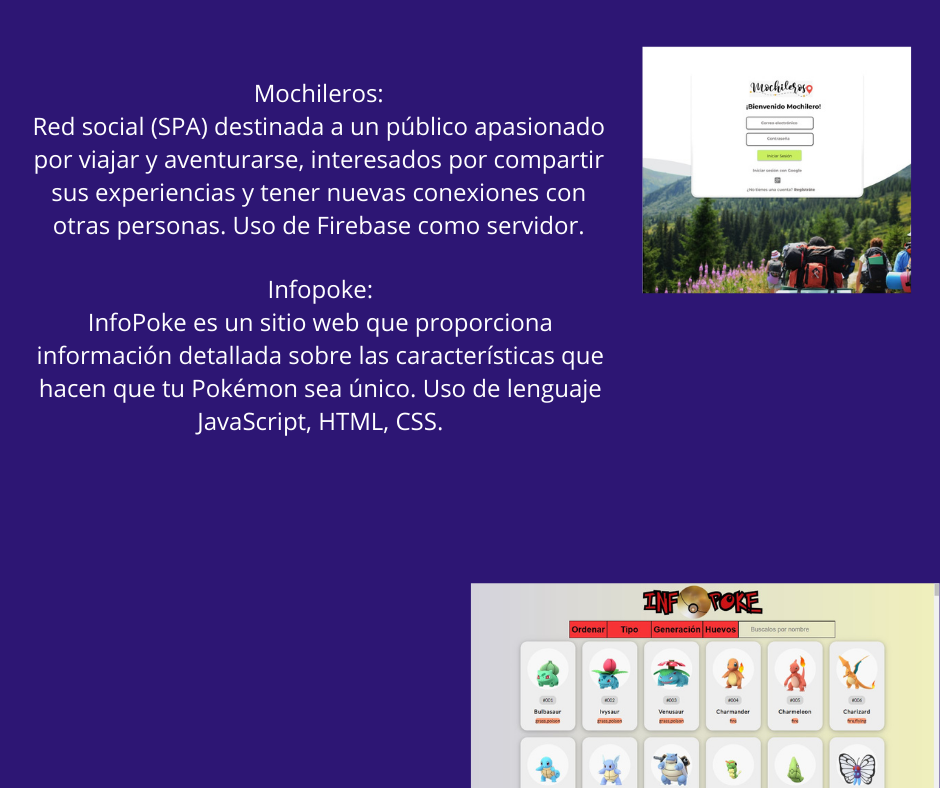 Mochileros:
Red social (SPA) destinada a un público apasionado
por viajar y aventurarse, interesados por compartir
sus experiencias y tener nuevas conexiones con
otras personas. Uso de Firebase como servidor.
Infopoke:
InfoPoke es un sitio web que proporciona
información detallada sobre las características que
hacen que tu Pokémon sea único. Uso de lenguaje
JavaScript, HTML, CSS.
Mochileros
¡Bienvenido Mochilero!
Correo electrónico
Contraseña
Iniciar Sesión
Iniciar sesión con Google
¿No tienes una cuenta? Regístrate
INFOPOKE
Ordenar Tipo Generación Huevos Buscalos por nombre
#001 #002 #003 #004 #005 #006
Bulbasaur Ivysaur Venusaur Charmander Charmeleon Charizard
grass,poison grass,poison grass,poison fire fire fire,flying